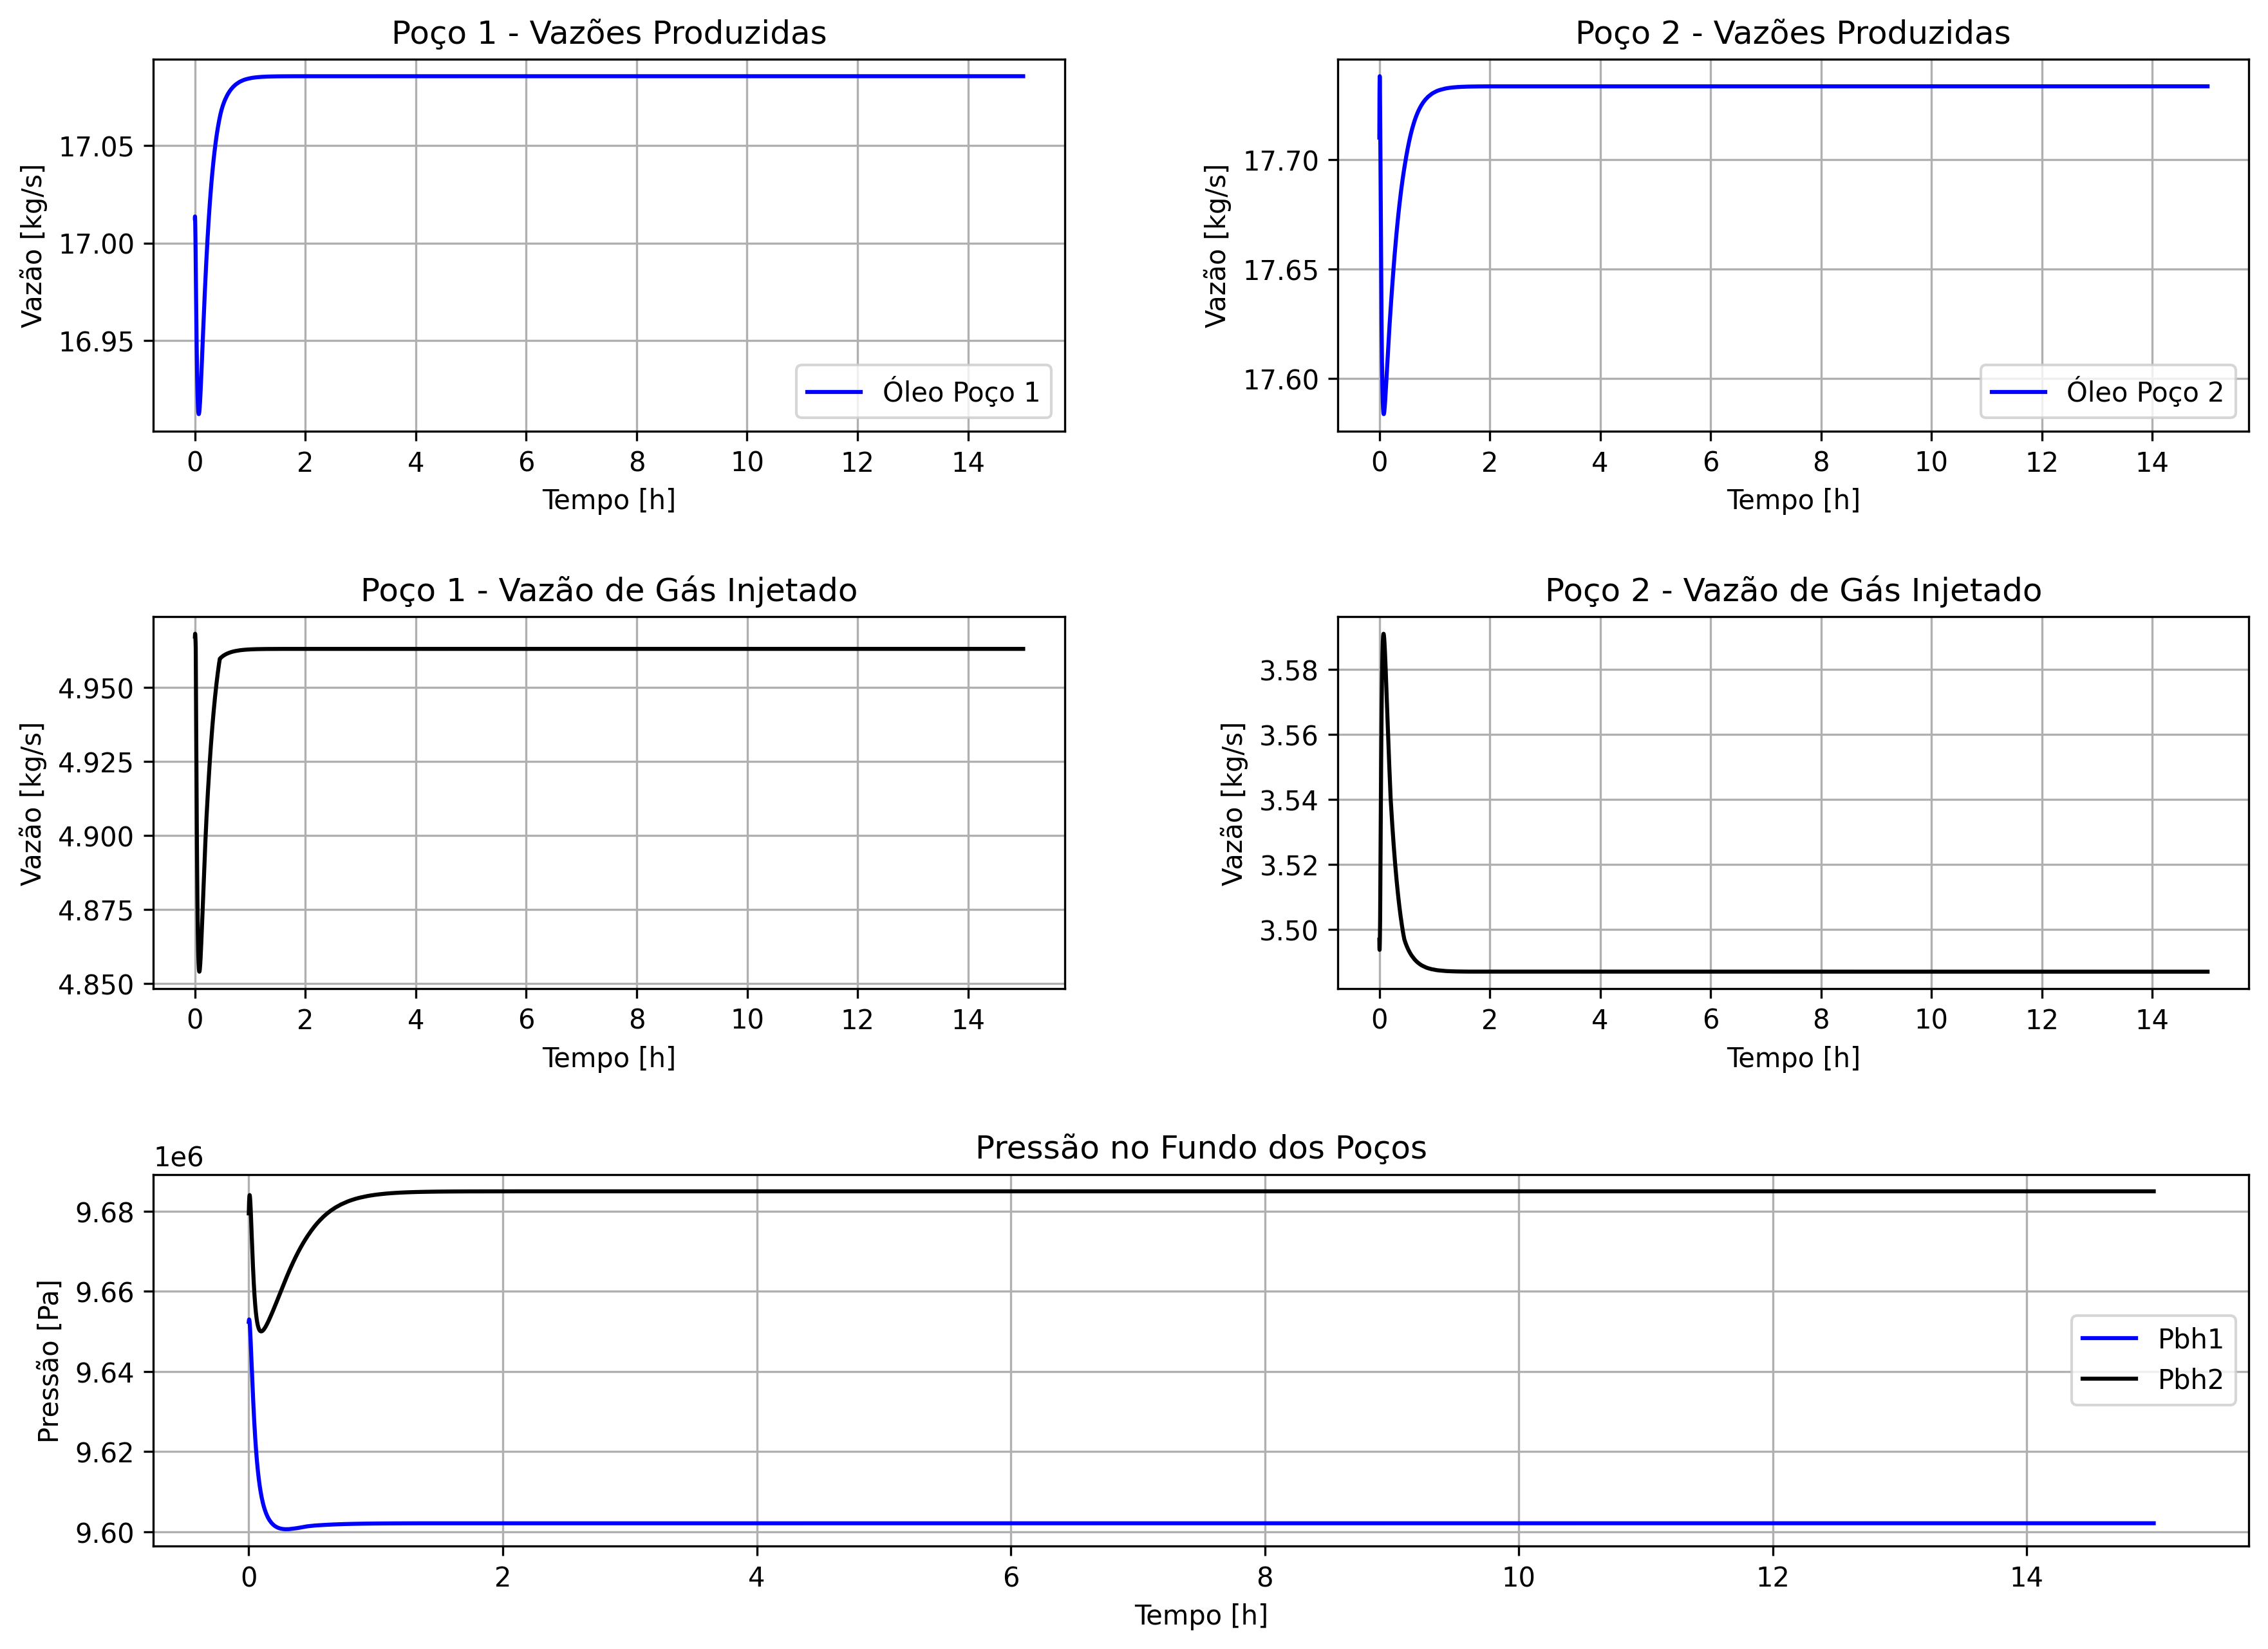 Poço 1 - Vazões Produzidas
Vazão [kg/s]
17.05
17.00
16.95
Óleo Poço 1
0 2 4 6 8 10 12 14
Tempo [h]
Poço 2 - Vazões Produzidas
Vazão [kg/s]
17.70
17.65
17.60
Óleo Poço 2
0 2 4 6 8 10 12 14
Tempo [h]
Poço 1 - Vazão de Gás Injetado
Vazão [kg/s]
4.950
4.925
4.900
4.875
4.850
0 2 4 6 8 10 12 14
Tempo [h]
Poço 2 - Vazão de Gás Injetado
Vazão [kg/s]
3.58
3.56
3.54
3.52
3.50
0 2 4 6 8 10 12 14
Tempo [h]
Pressão no Fundo dos Poços
1e6
Pressão [Pa]
9.68
9.66
9.64
9.62
9.60
Pbh1
Pbh2
0 2 4 6 8 10 12 14
Tempo [h]